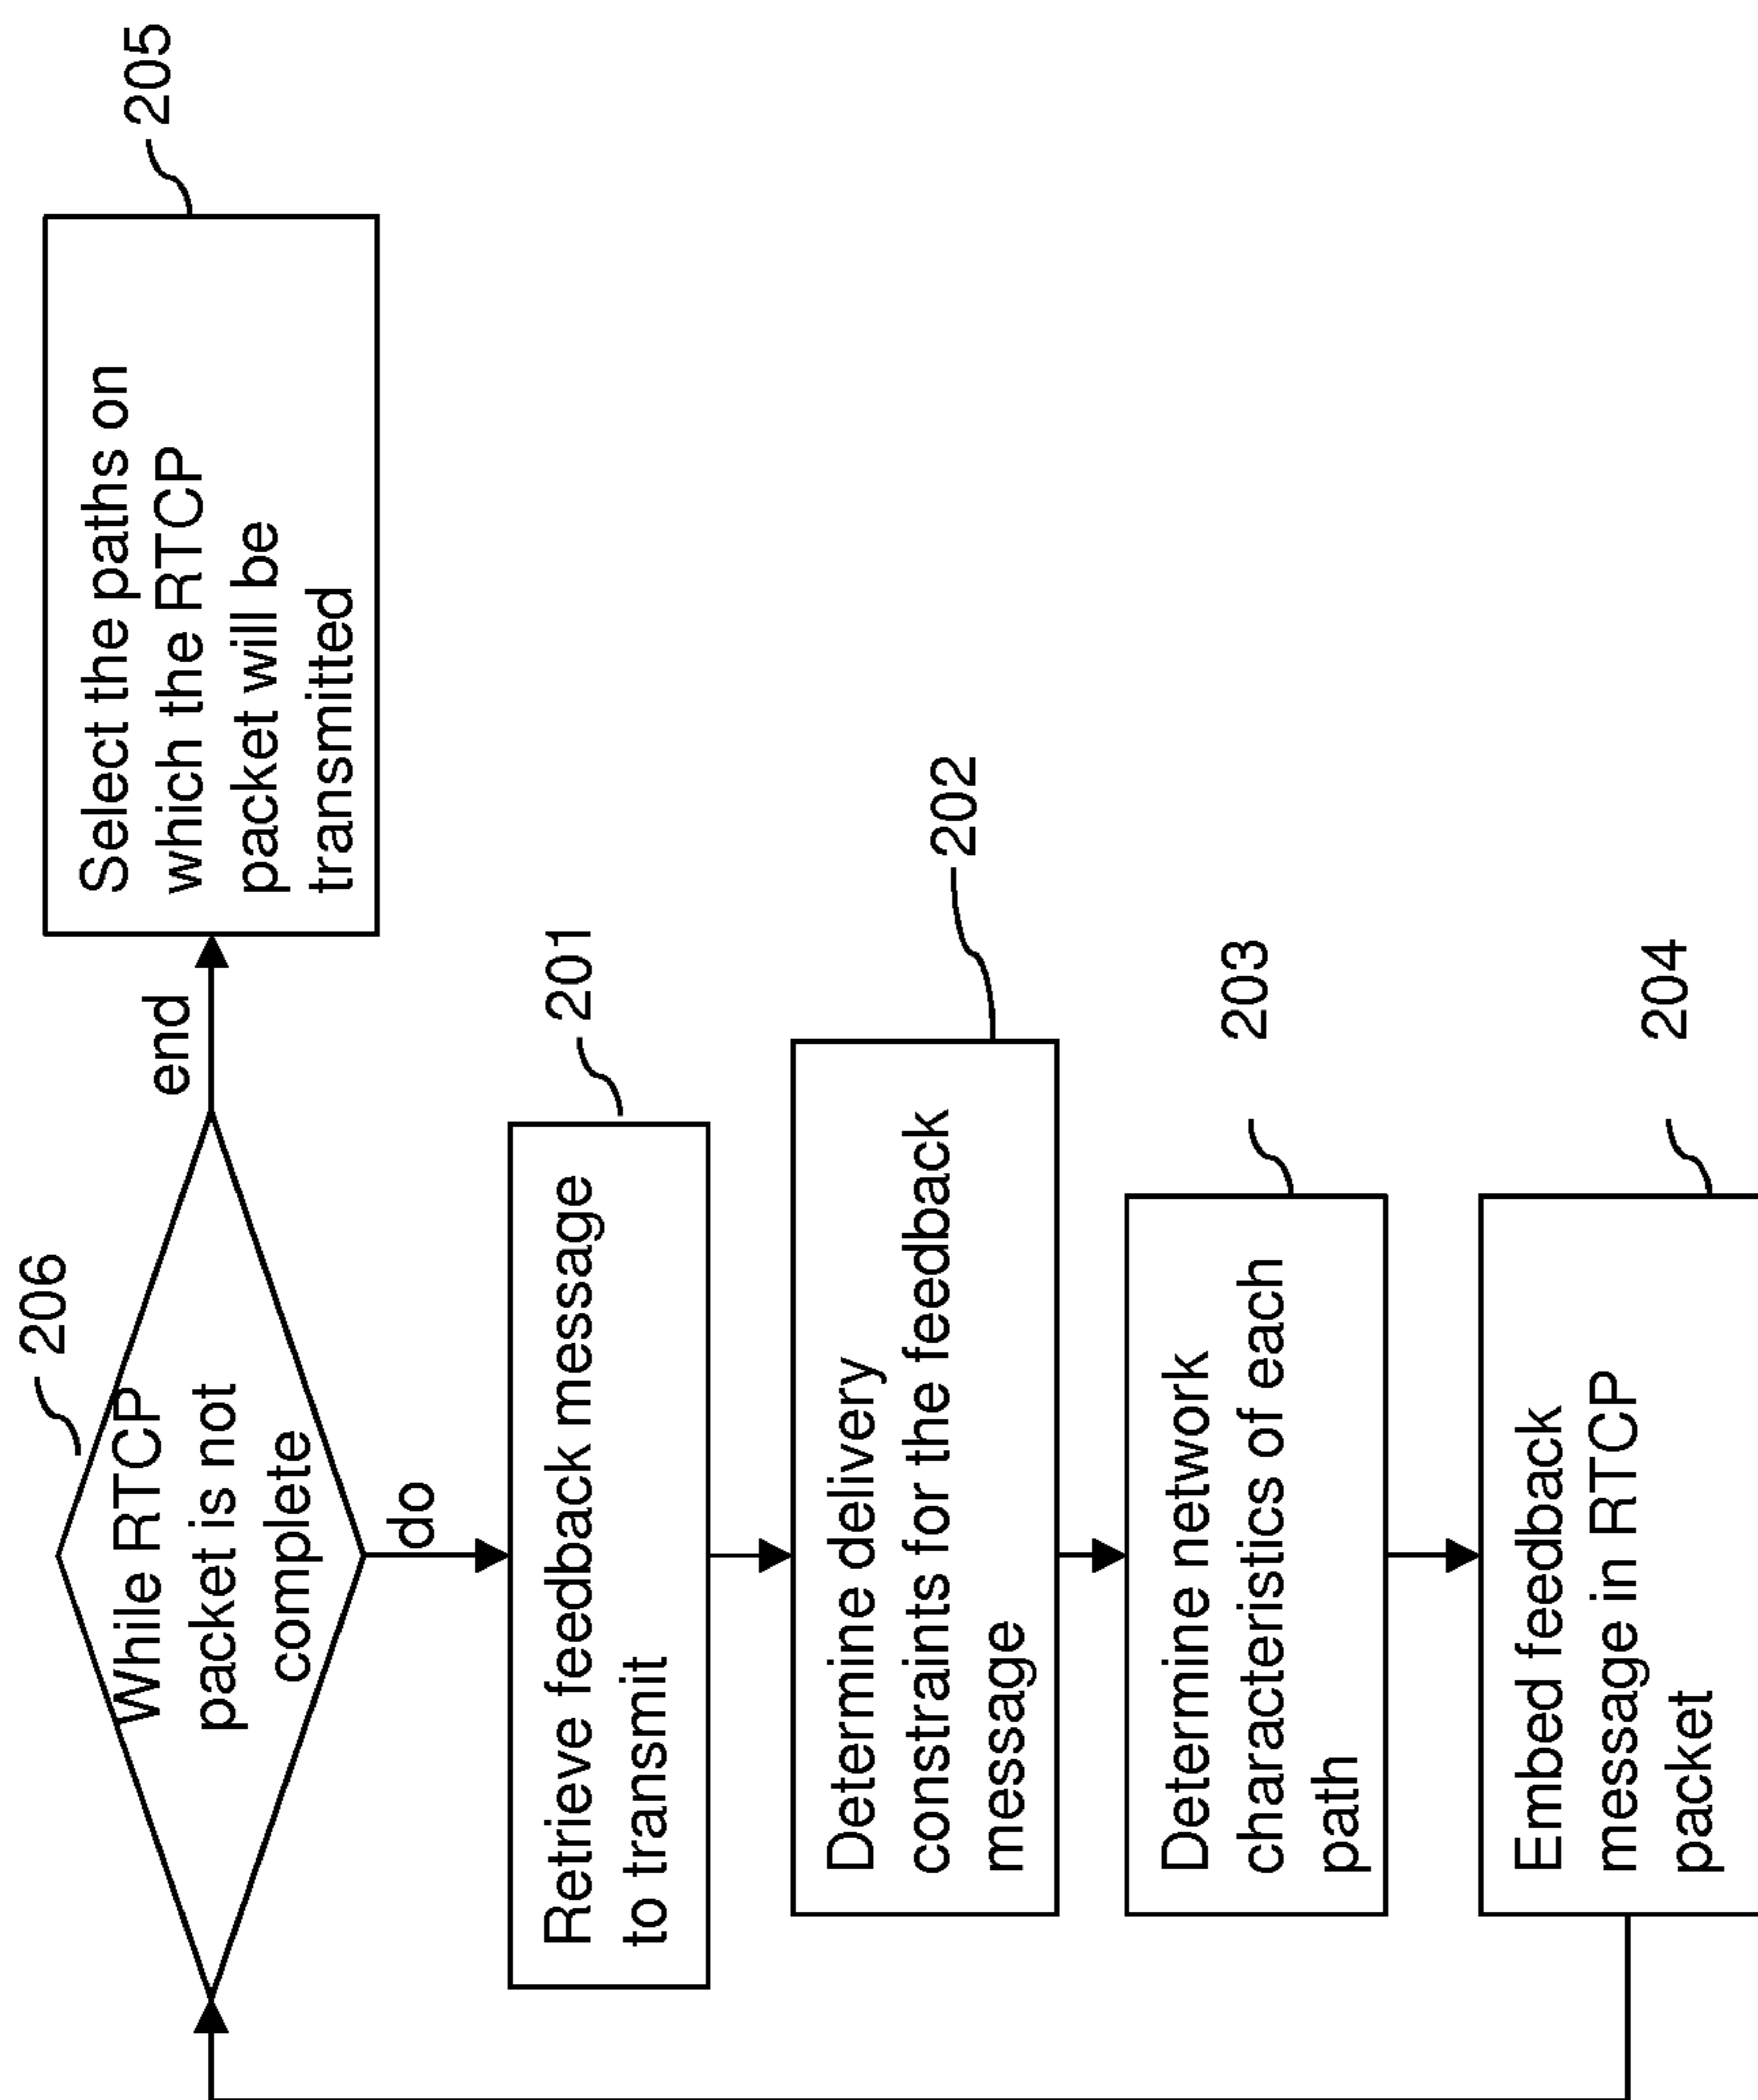 206
While RTCP
packet is not
complete
end
Select the paths on
which the RTCP
packet will be
transmitted
205
do
Retrieve feedback message
to transmit
201
Determine delivery
constraints for the feedback
message
202
Determine network
characteristics of each
path
203
Embed feedback
message in RTCP
packet
204